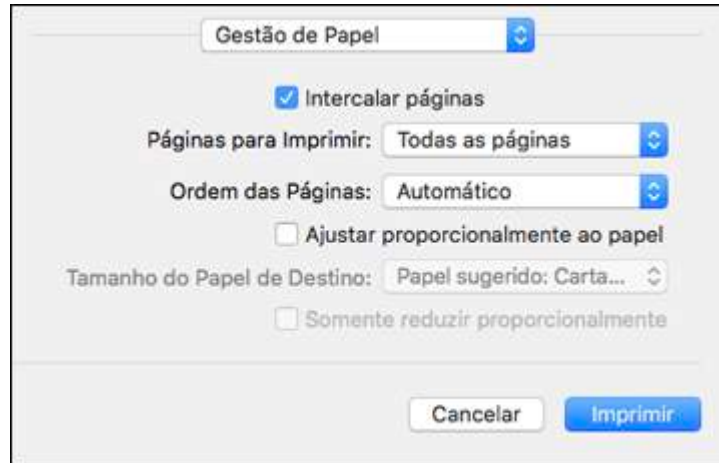 Gestão de Papel
Intercalar páginas
Páginas para Imprimir: Todas as páginas
Ordem das Páginas: Automático
Ajustar proporcionalmente ao papel
Tamanho do Papel de Destino: Papel sugerido: Carta...
Somente reduzir proporcionalmente
Cancelar Imprimir